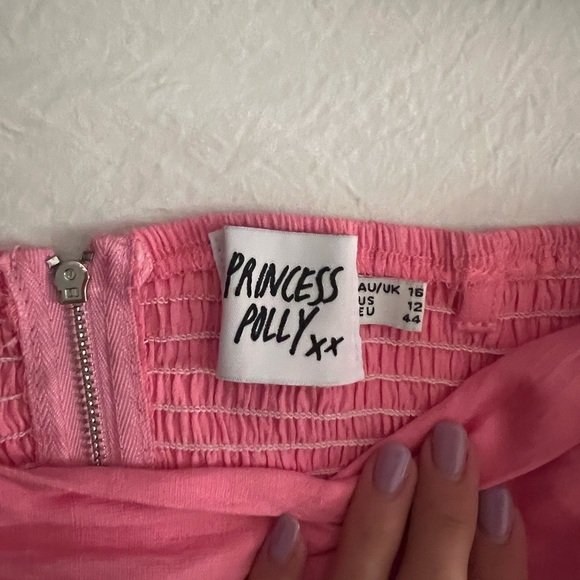 PRINCESS
POLLY xx
AU/UK 16
US 12
EU 44